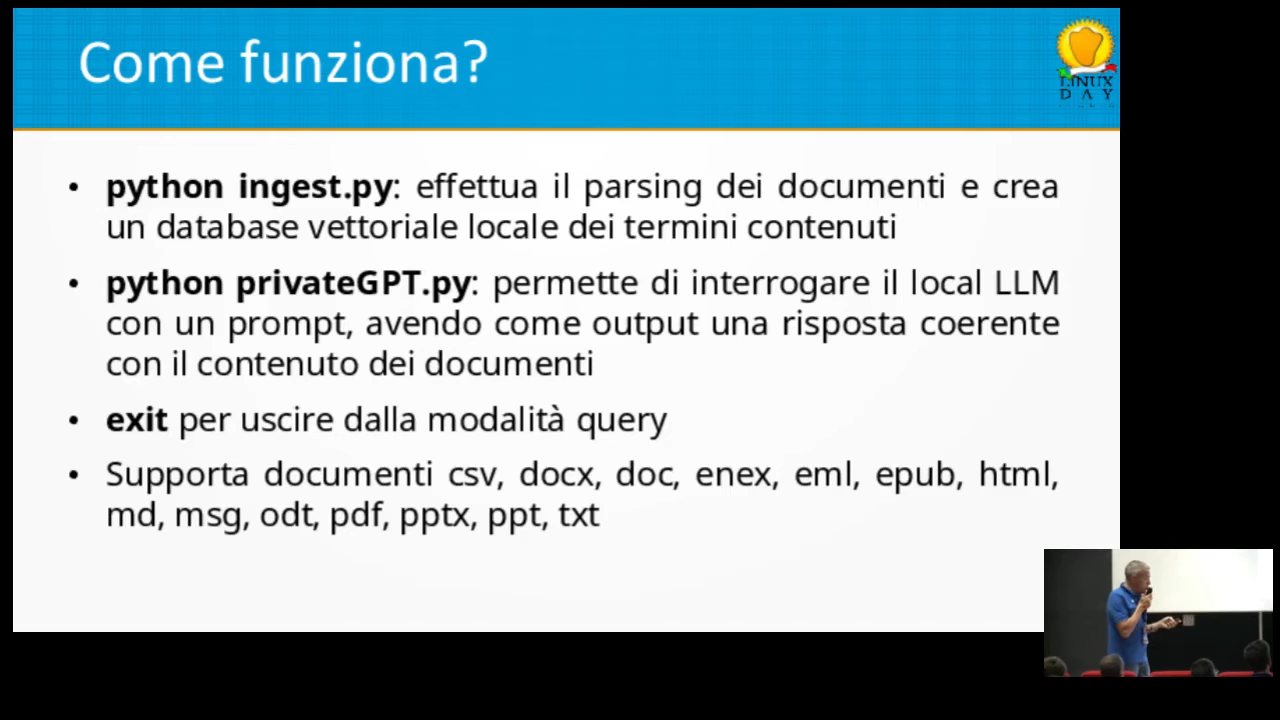 Come funziona?
LINUX
DAY
• python ingest.py: effettua il parsing dei documenti e crea
un database vettoriale locale dei termini contenuti
• python privateGPT.py: permette di interrogare il local LLM
con un prompt, avendo come output una risposta coerente
con il contenuto dei documenti
• exit per uscire dalla modalità query
• Supporta documenti csv, docx, doc, enex, eml, epub, html,
md, msg, odt, pdf, pptx, ppt, txt